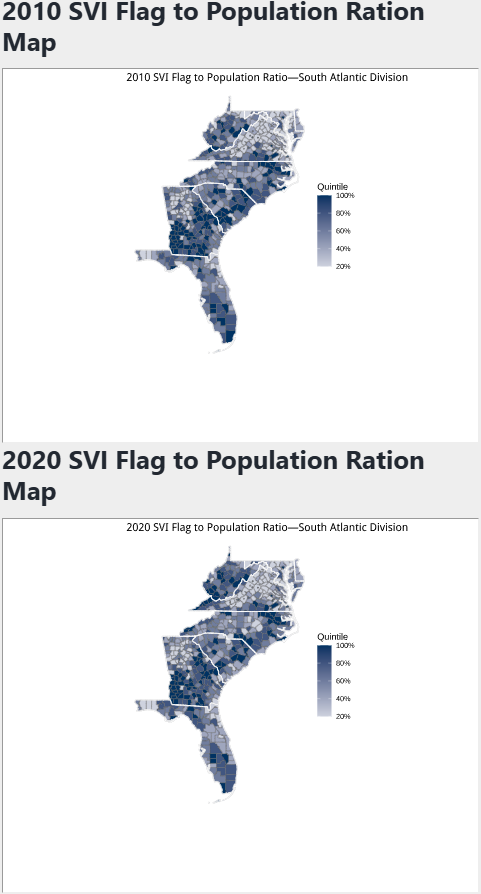 2010 SVI Flag to Population Ration
Map
2010 SVI Flag to Population Ratio—South Atlantic Division
Quintile
100%
80%
60%
40%
20%
2020 SVI Flag to Population Ration
Map
2020 SVI Flag to Population Ratio—South Atlantic Division
Quintile
100%
80%
60%
40%
20%